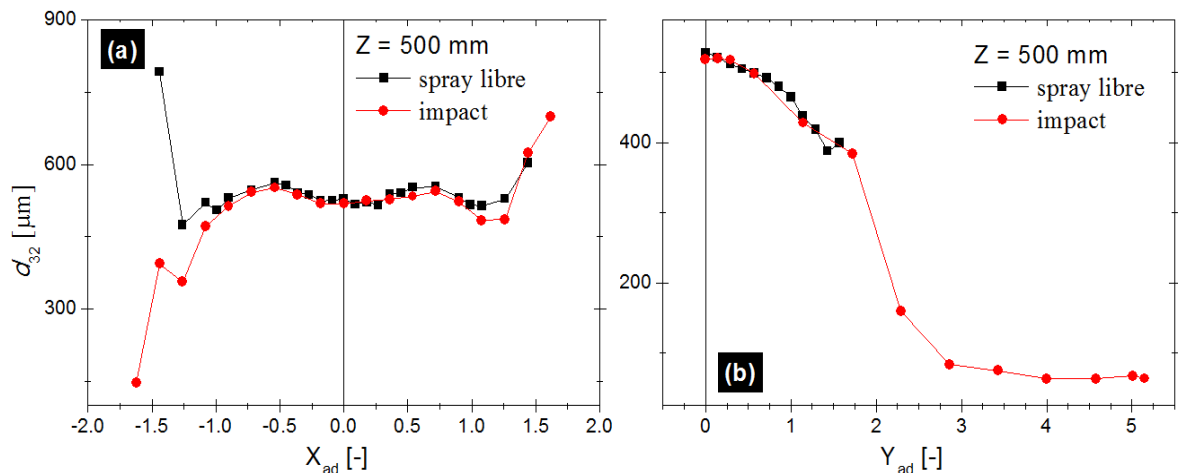 900
600
300
d32 [µm]
(a)
Z = 500 mm
spray libre
impact
-2.0 -1.5 -1.0 -0.5 0.0 0.5 1.0 1.5 2.0
Xad [-]
400
200
Z = 500 mm
spray libre
impact
(b)
0 1 2 3 4 5
Yad [-]